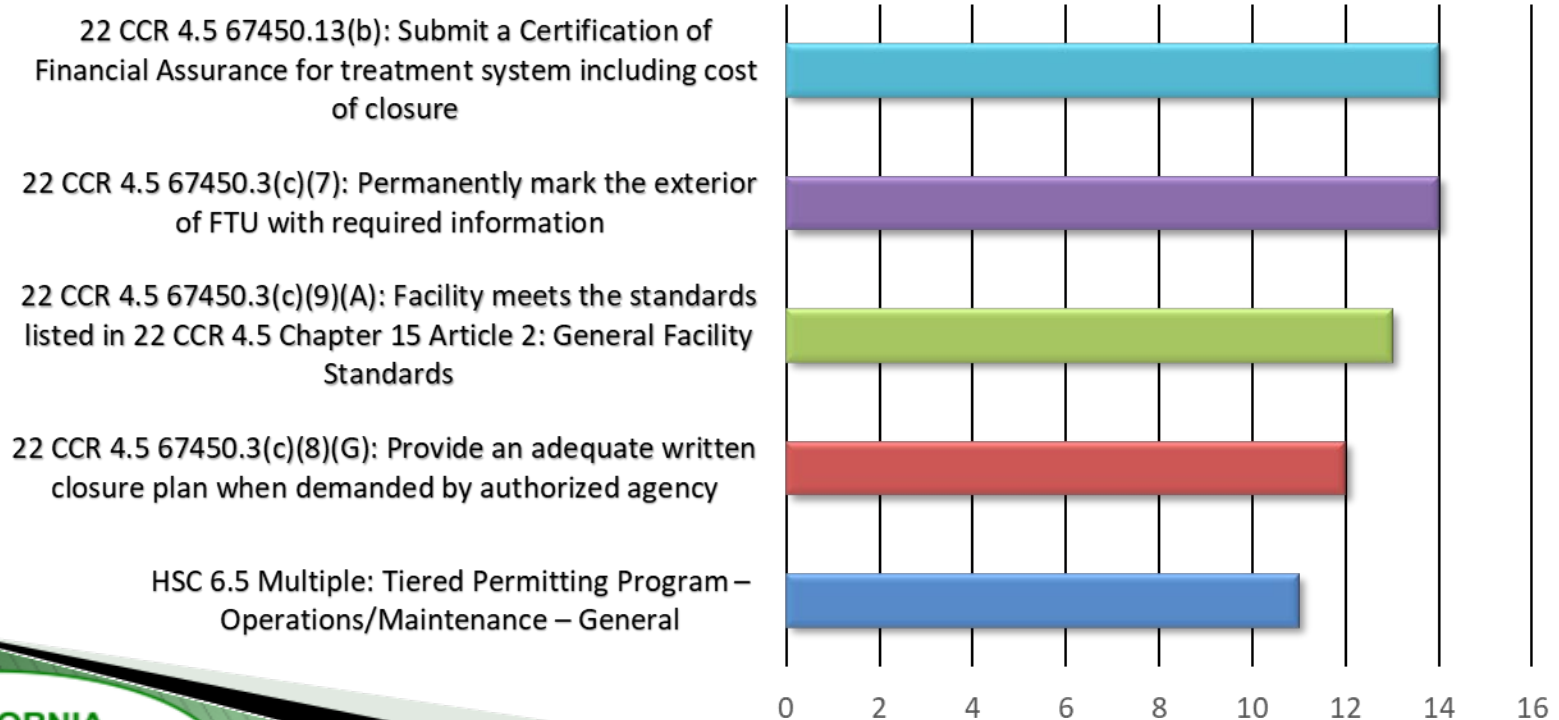 22 CCR 4.5 67450.13(b): Submit a Certification of
Financial Assurance for treatment system including cost
of closure
22 CCR 4.5 67450.3(c)(7): Permanently mark the exterior
of FTU with required information
22 CCR 4.5 67450.3(c)(9)(A): Facility meets the standards
listed in 22 CCR 4.5 Chapter 15 Article 2: General Facility
Standards
22 CCR 4.5 67450.3(c)(8)(G): Provide an adequate written
closure plan when demanded by authorized agency
HSC 6.5 Multiple: Tiered Permitting Program –
Operations/Maintenance – General
0 2 4 6 8 10 12 14 16